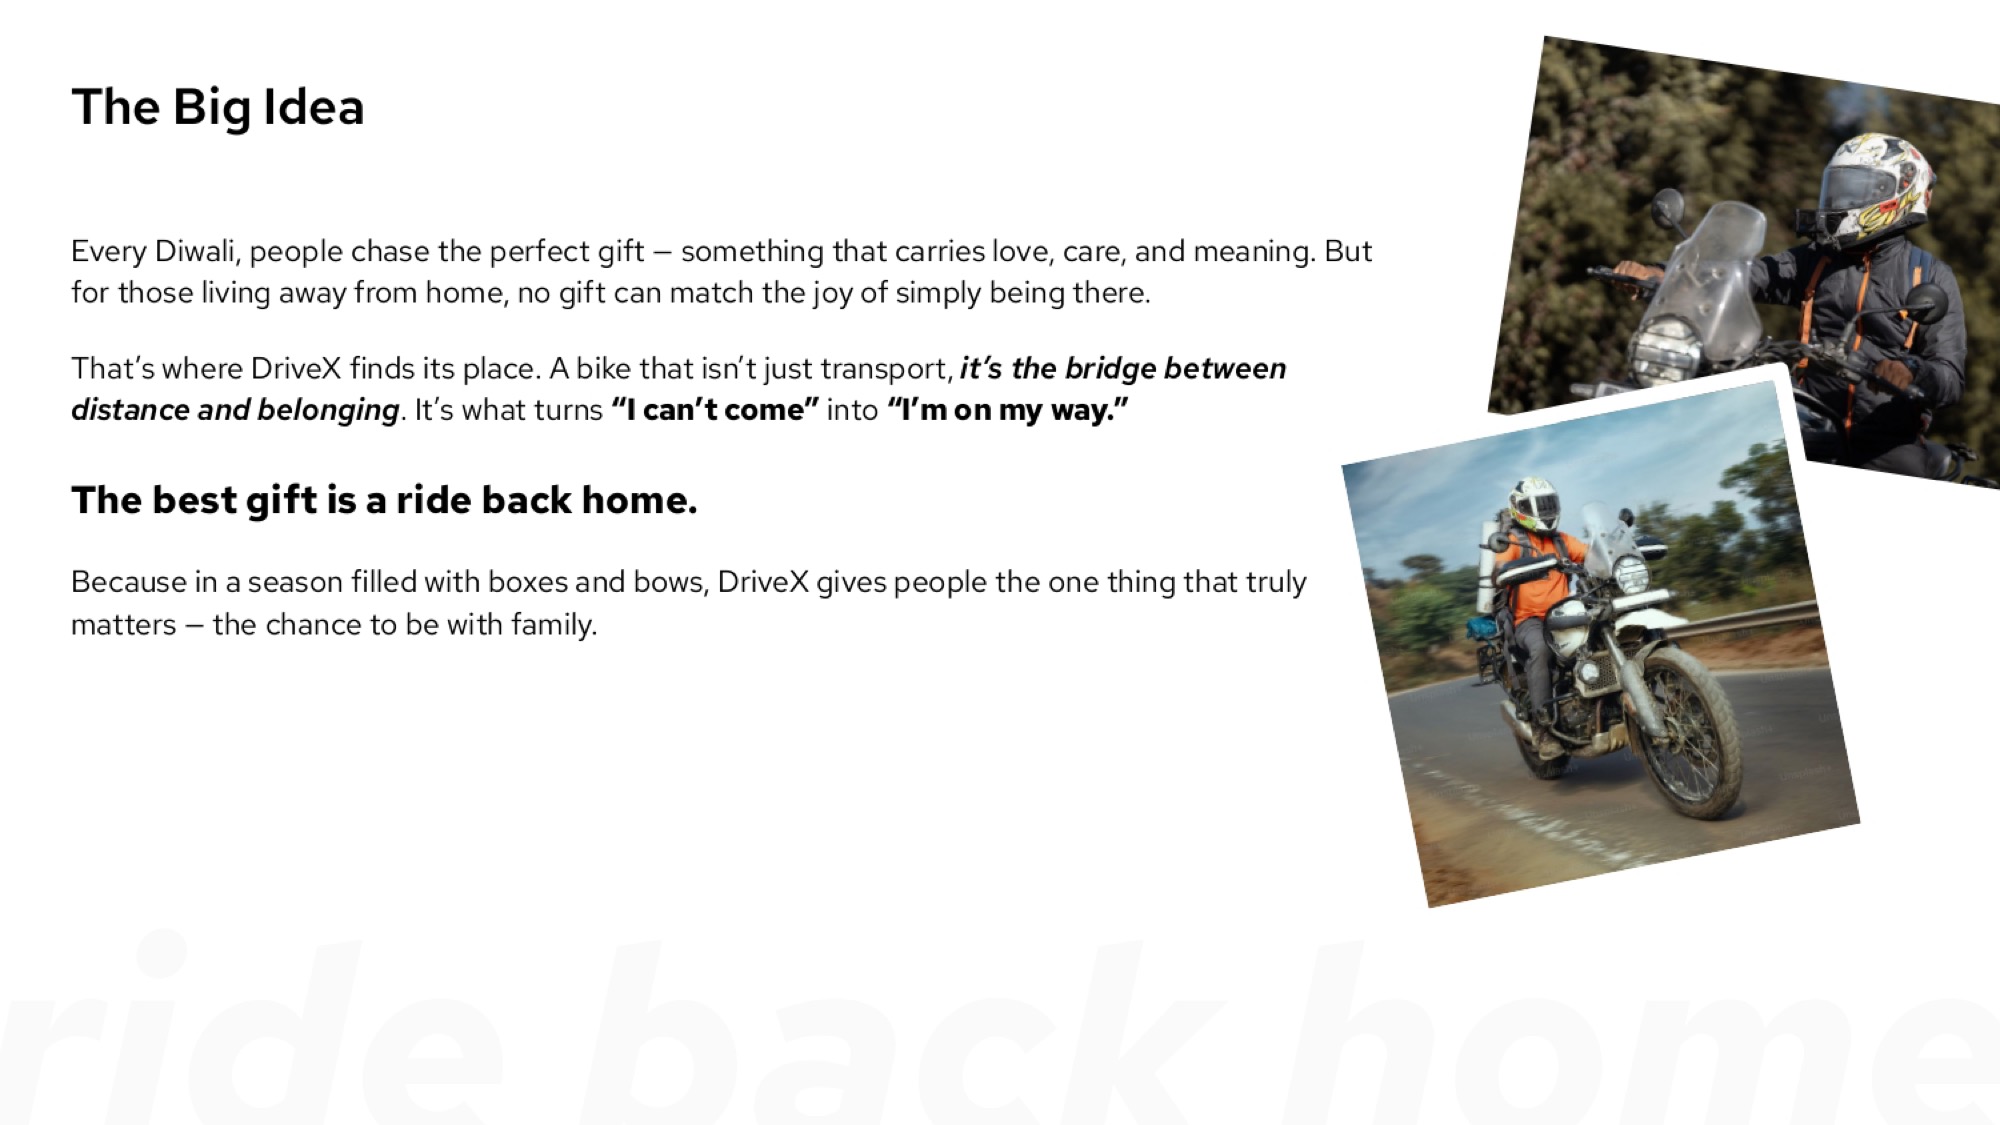 The Big Idea
Every Diwali, people chase the perfect gift – something that carries love, care, and meaning. But
for those living away from home, no gift can match the joy of simply being there.
That’s where DriveX finds its place. A bike that isn’t just transport, it’s the bridge between
distance and belonging. It’s what turns “I can’t come” into “I’m on my way.”
The best gift is a ride back home.
Because in a season filled with boxes and bows, DriveX gives people the one thing that truly
matters – the chance to be with family.
ride back home